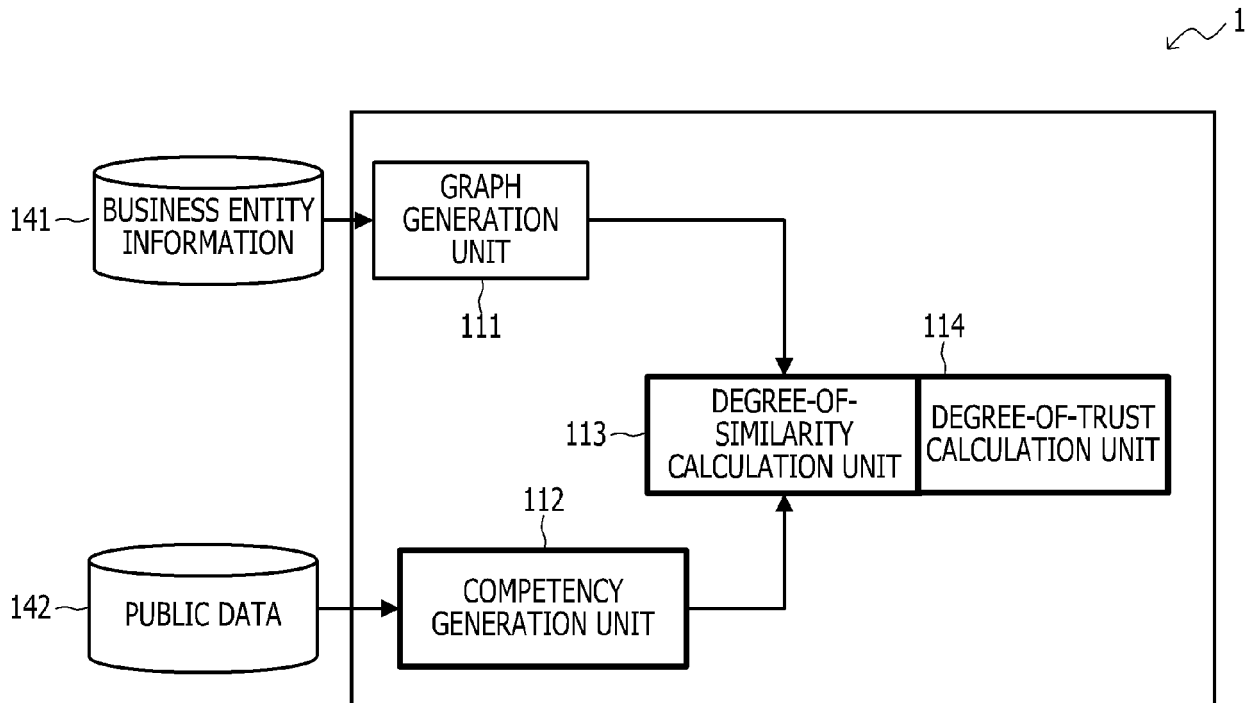 1
BUSINESS ENTITY
INFORMATION
141
GRAPH
GENERATION
UNIT
111
114
DEGREE-OF-
SIMILARITY
CALCULATION UNIT
113
DEGREE-OF-TRUST
CALCULATION UNIT
112
COMPETENCY
GENERATION UNIT
142
PUBLIC DATA